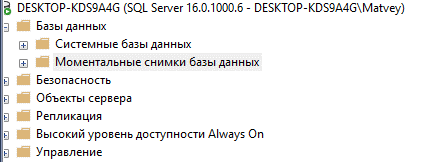 DESKTOP-KDS9A4G (SQL Server 16.0.1000.6 - DESKTOP-KDS9A4G\Matvey)
Базы данных
Системные базы данных
Моментальные снимки базы данных
Безопасность
Объекты сервера
Репликация
Высокий уровень доступности Always On
Управление